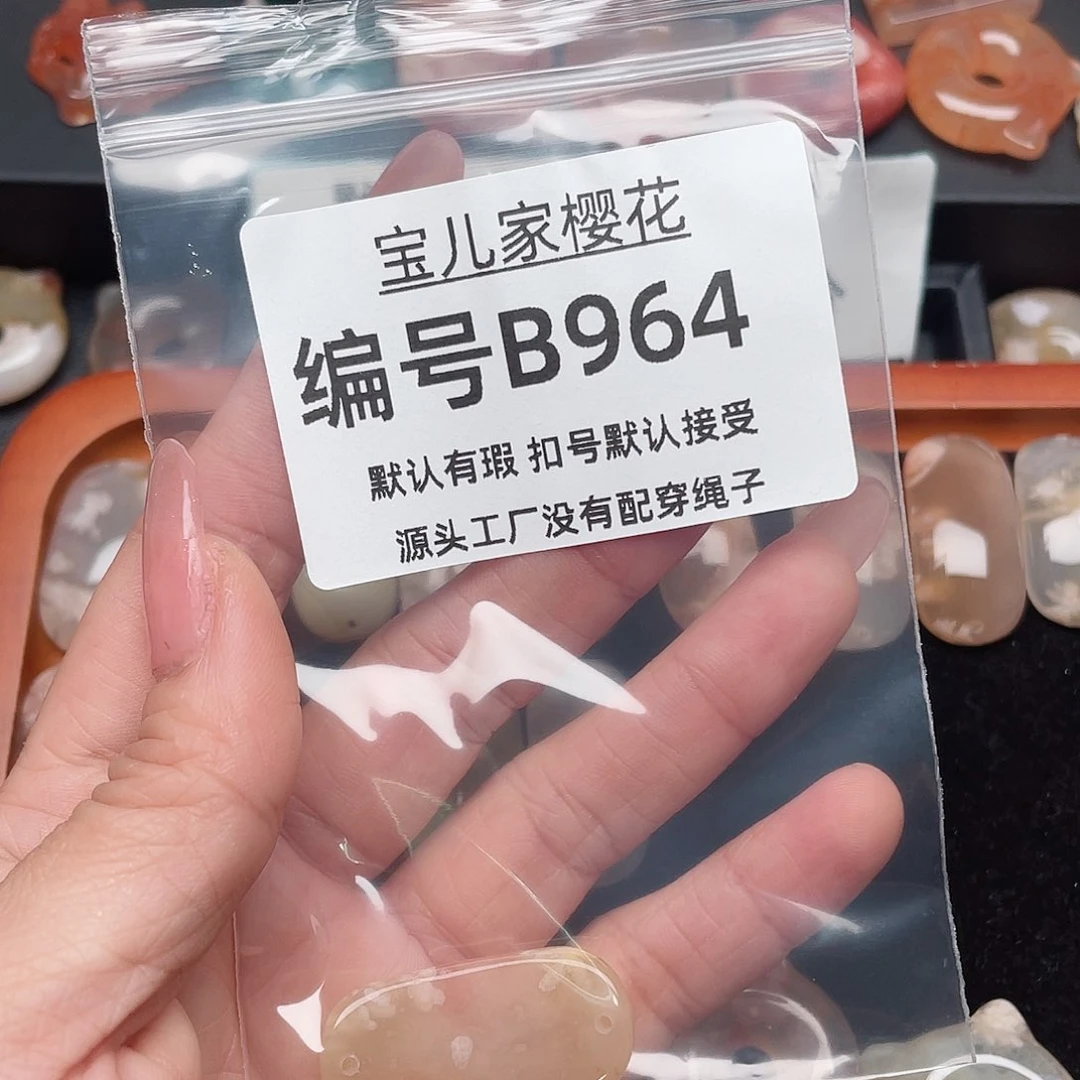 宝儿家樱花
编号B964
默认有瑕 扣号默认接受
源头工厂没有配穿绳子